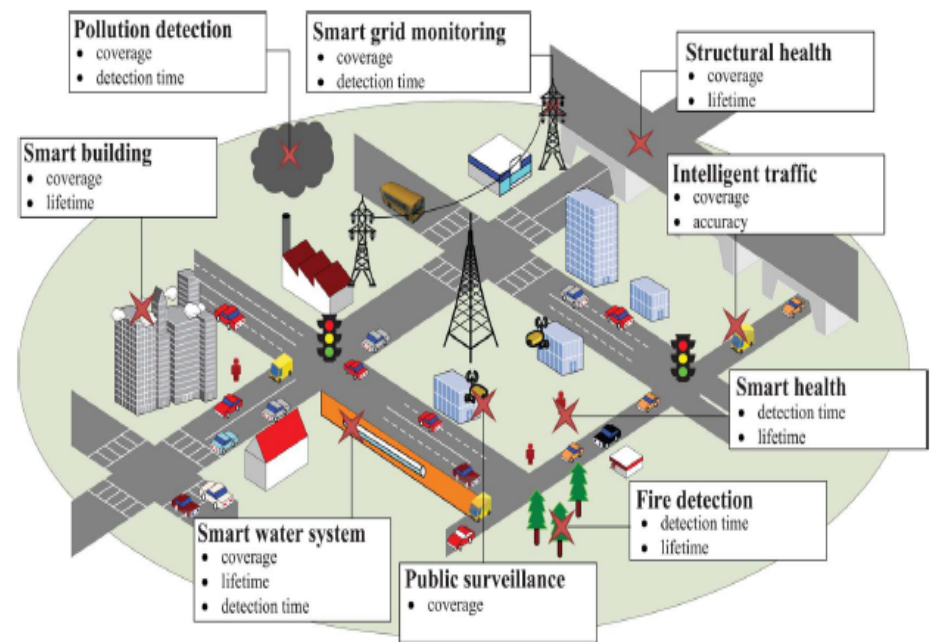 Pollution detection
• coverage
• detection time
Smart grid monitoring
• coverage
• detection time
Structural health
• coverage
• lifetime
Smart building
• coverage
• lifetime
Intelligent traffic
• coverage
• accuracy
Smart health
• detection time
• lifetime
Fire detection
• detection time
• lifetime
Smart water system
• coverage
• lifetime
• detection time
Public surveillance
• coverage